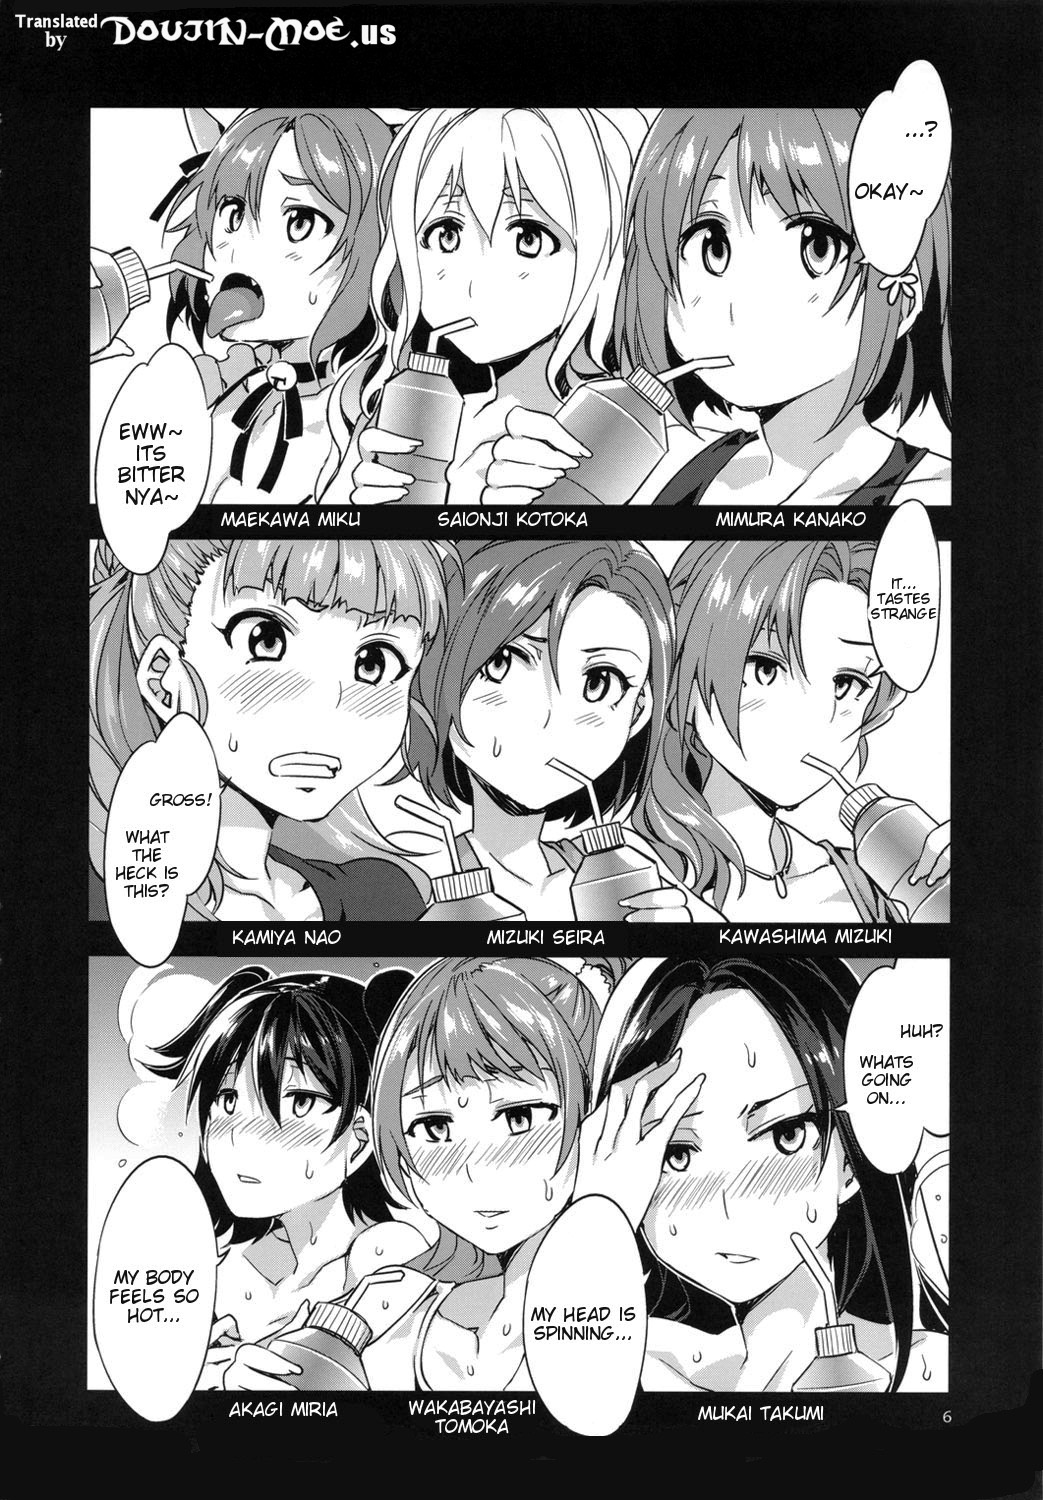 Translated
by
DOUJIN-MOE.us
...?
OKAY~
EWW~
ITS
BITTER
NYA~
MAEKAWA MIKU
SAIONJI KOTOKA
MIMURA KANAKO
IT...
TASTES
STRANGE
GROSS!
WHAT
THE
HECK IS
THIS?
KAMIYA NAO
MIZUKI SEIRA
KAWASHIMA MIZUKI
HUH?
WHATS
GOING
ON...
MY HEAD IS
SPINNING...
MY BODY
FEELS SO
HOT...
AKAGI MIRIA
WAKABAYASHI
TOMOKA
MUKAI TAKUMI
6